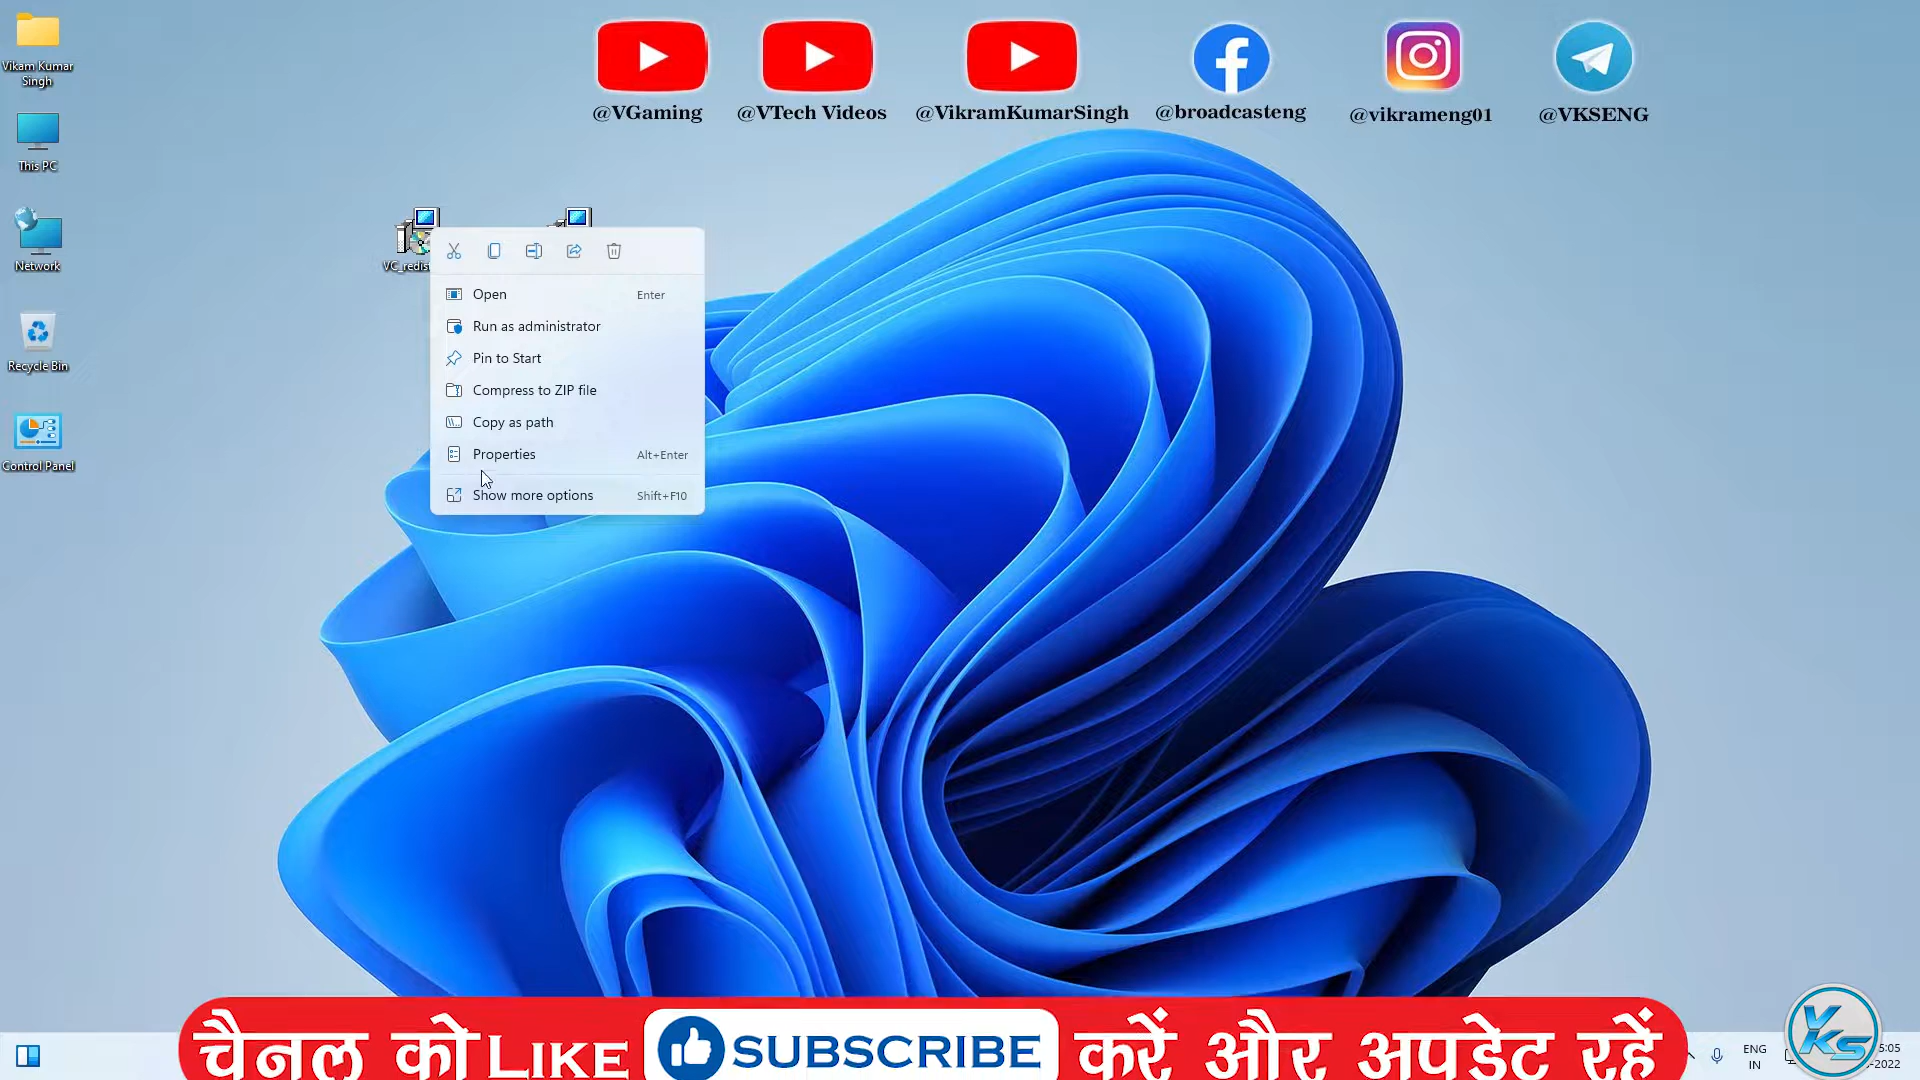 @VGaming
@VTech Videos
@VikramKumarSingh
@broadcasteng
@vikrameng01
@VKSENG
Vikam Kumar
Singh
This PC
Network
Recycle Bin
Control Panel
VC_redist
Open Enter
Run as administrator
Pin to Start
Compress to ZIP file
Copy as path
Properties Alt+Enter
Show more options Shift+F10
चैनल को LIKE SUBSCRIBE करें और अपडेट रहें
ENG
IN
5:05
-2022
VKS